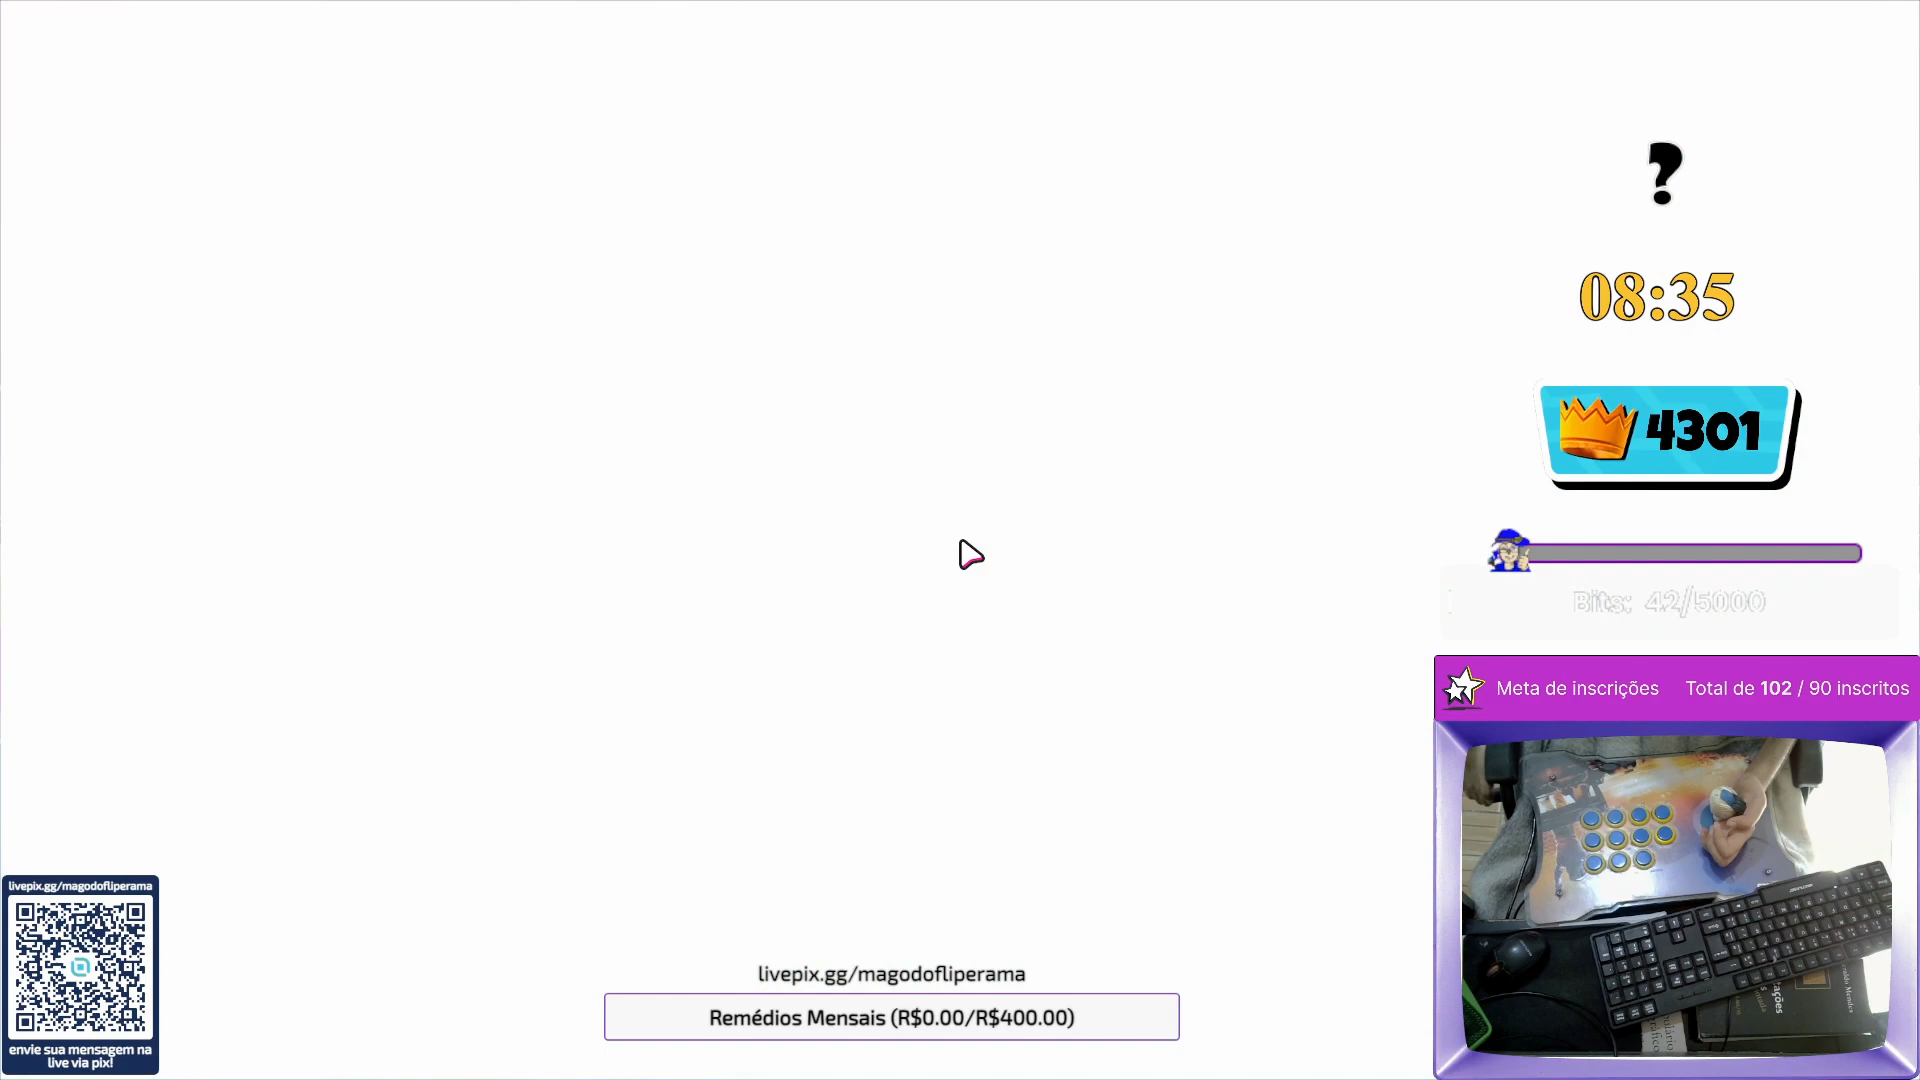 ?
08:35
4301
Bits: 42/5000
Meta de inscrições Total de 102 / 90 inscritos
livepix.gg/magodofliperama
envie sua mensagem na
live via pix!
livepix.gg/magodofliperama
Remédios Mensais (R$0.00/R$400.00)